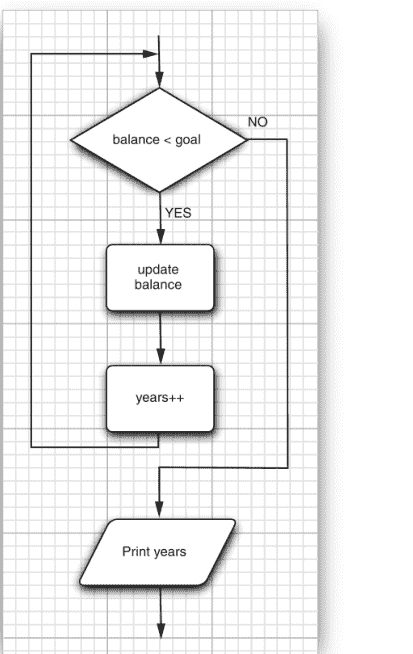 balance < goal
NO
YES
update
balance
years++
Print years